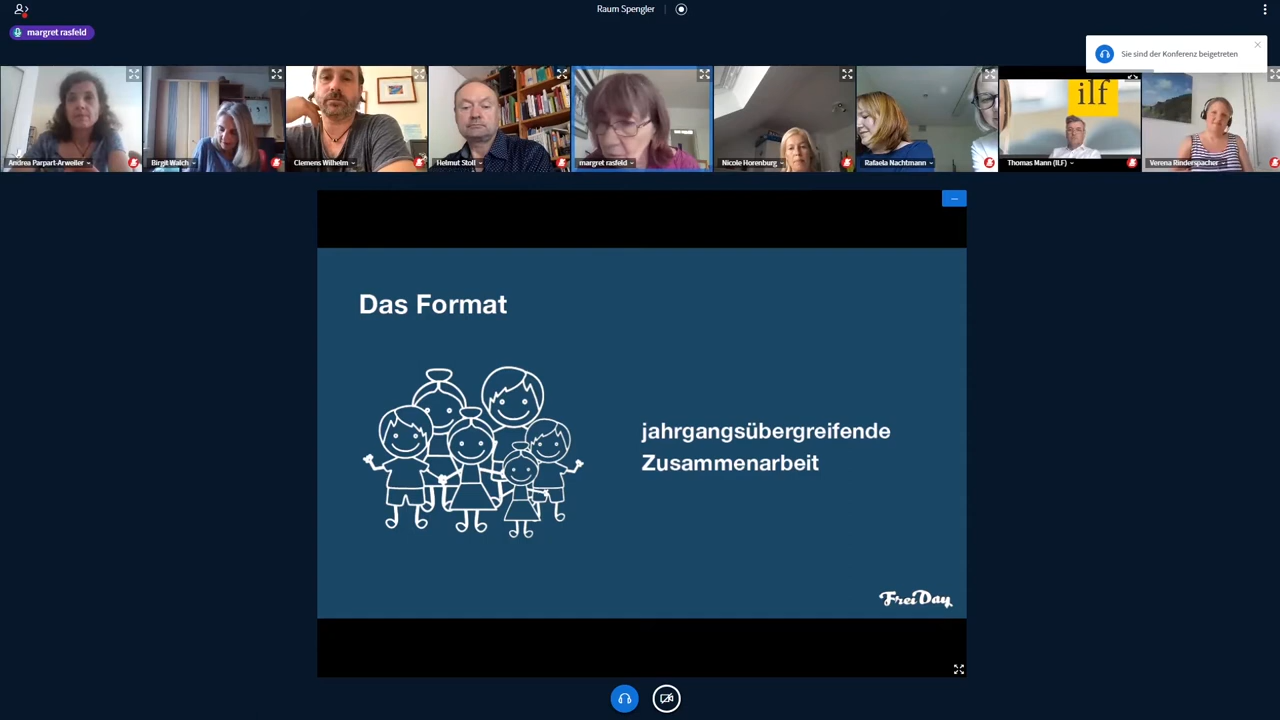 Raum Spengler
margret rasfeld
Sie sind der Konferenz beigetreten
ilf
Andrea Parpart-Arweiler
Birgit Walch
Clemens Wilhelm
Helmut Stoll
margret rasfeld
Nicole Horenburg
Rafaela Nachtmann
Thomas Mann (ILF)
Verena Rinderspacher
Das Format
jahrgangsübergreifende
Zusammenarbeit
FreiDay